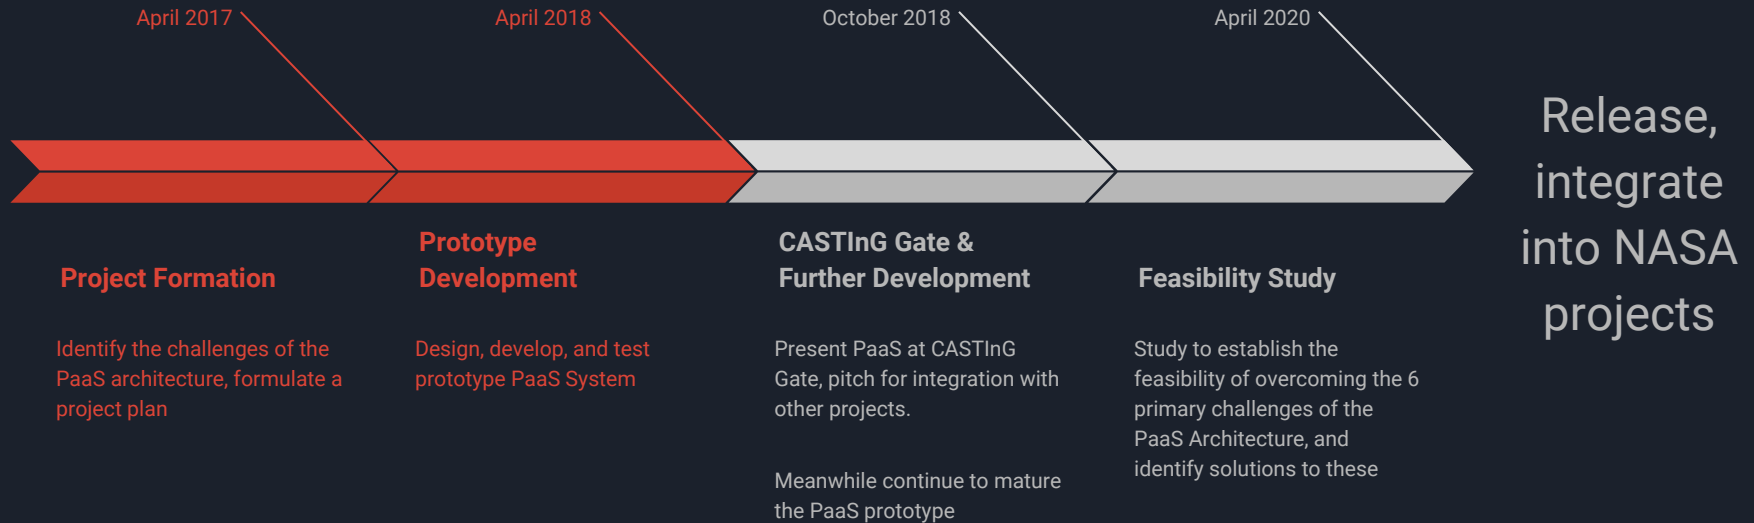 April 2017
April 2018
October 2018
April 2020
Project Formation
Identify the challenges of the
PaaS architecture, formulate a
project plan
Prototype
Development
Design, develop, and test
prototype PaaS System
CASTInG Gate &
Further Development
Present PaaS at CASTInG
Gate, pitch for integration with
other projects.
Meanwhile continue to mature
the PaaS prototype
Feasibility Study
Study to establish the
feasibility of overcoming the 6
primary challenges of the
PaaS Architecture, and
identify solutions to these
Release,
integrate
into NASA
projects